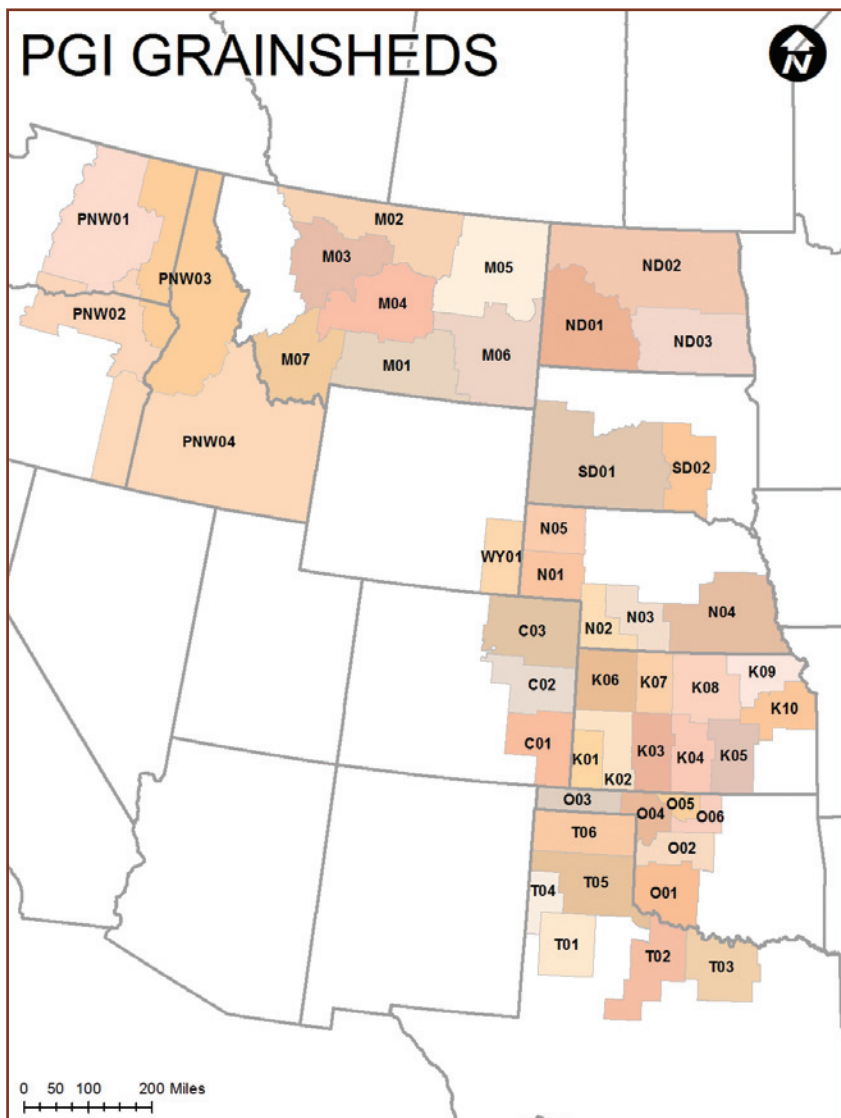 PGI GRAINSHEDS
N
PNW01
M02
PNW03
M03
M05
ND02
M04
PNW02
ND01
ND03
M07
M01
M06
PNW04
SD01
SD02
N05
WY01
N01
N02
N03
N04
C03
K09
C02
K06
K07
K08
K10
C01
K01
K02
K03
K04
K05
O03
O04
O05
O06
T06
O02
T04
T05
O01
T01
T02
T03
0 50 100 200 Miles